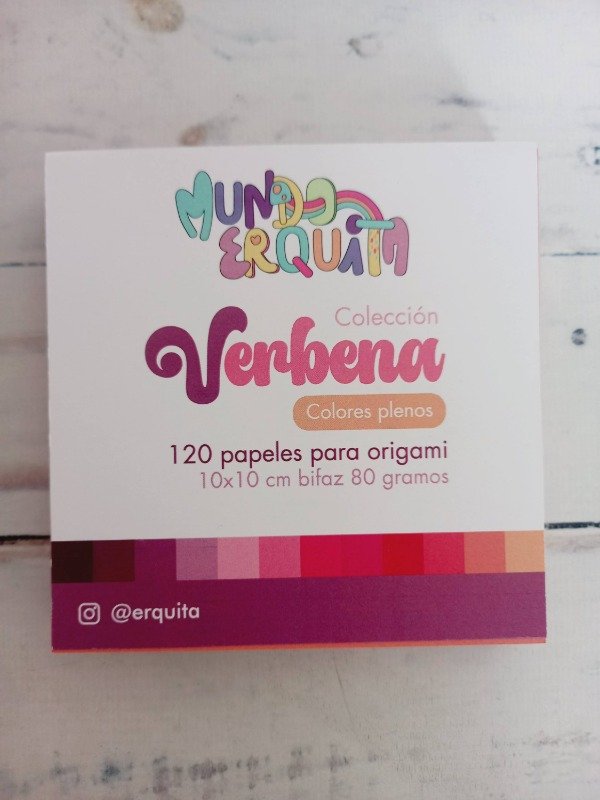 MUNDO
ERQUITA
Colección
Verbena
Colores plenos
120 papeles para origami
10x10 cm bifaz 80 gramos
@erquita